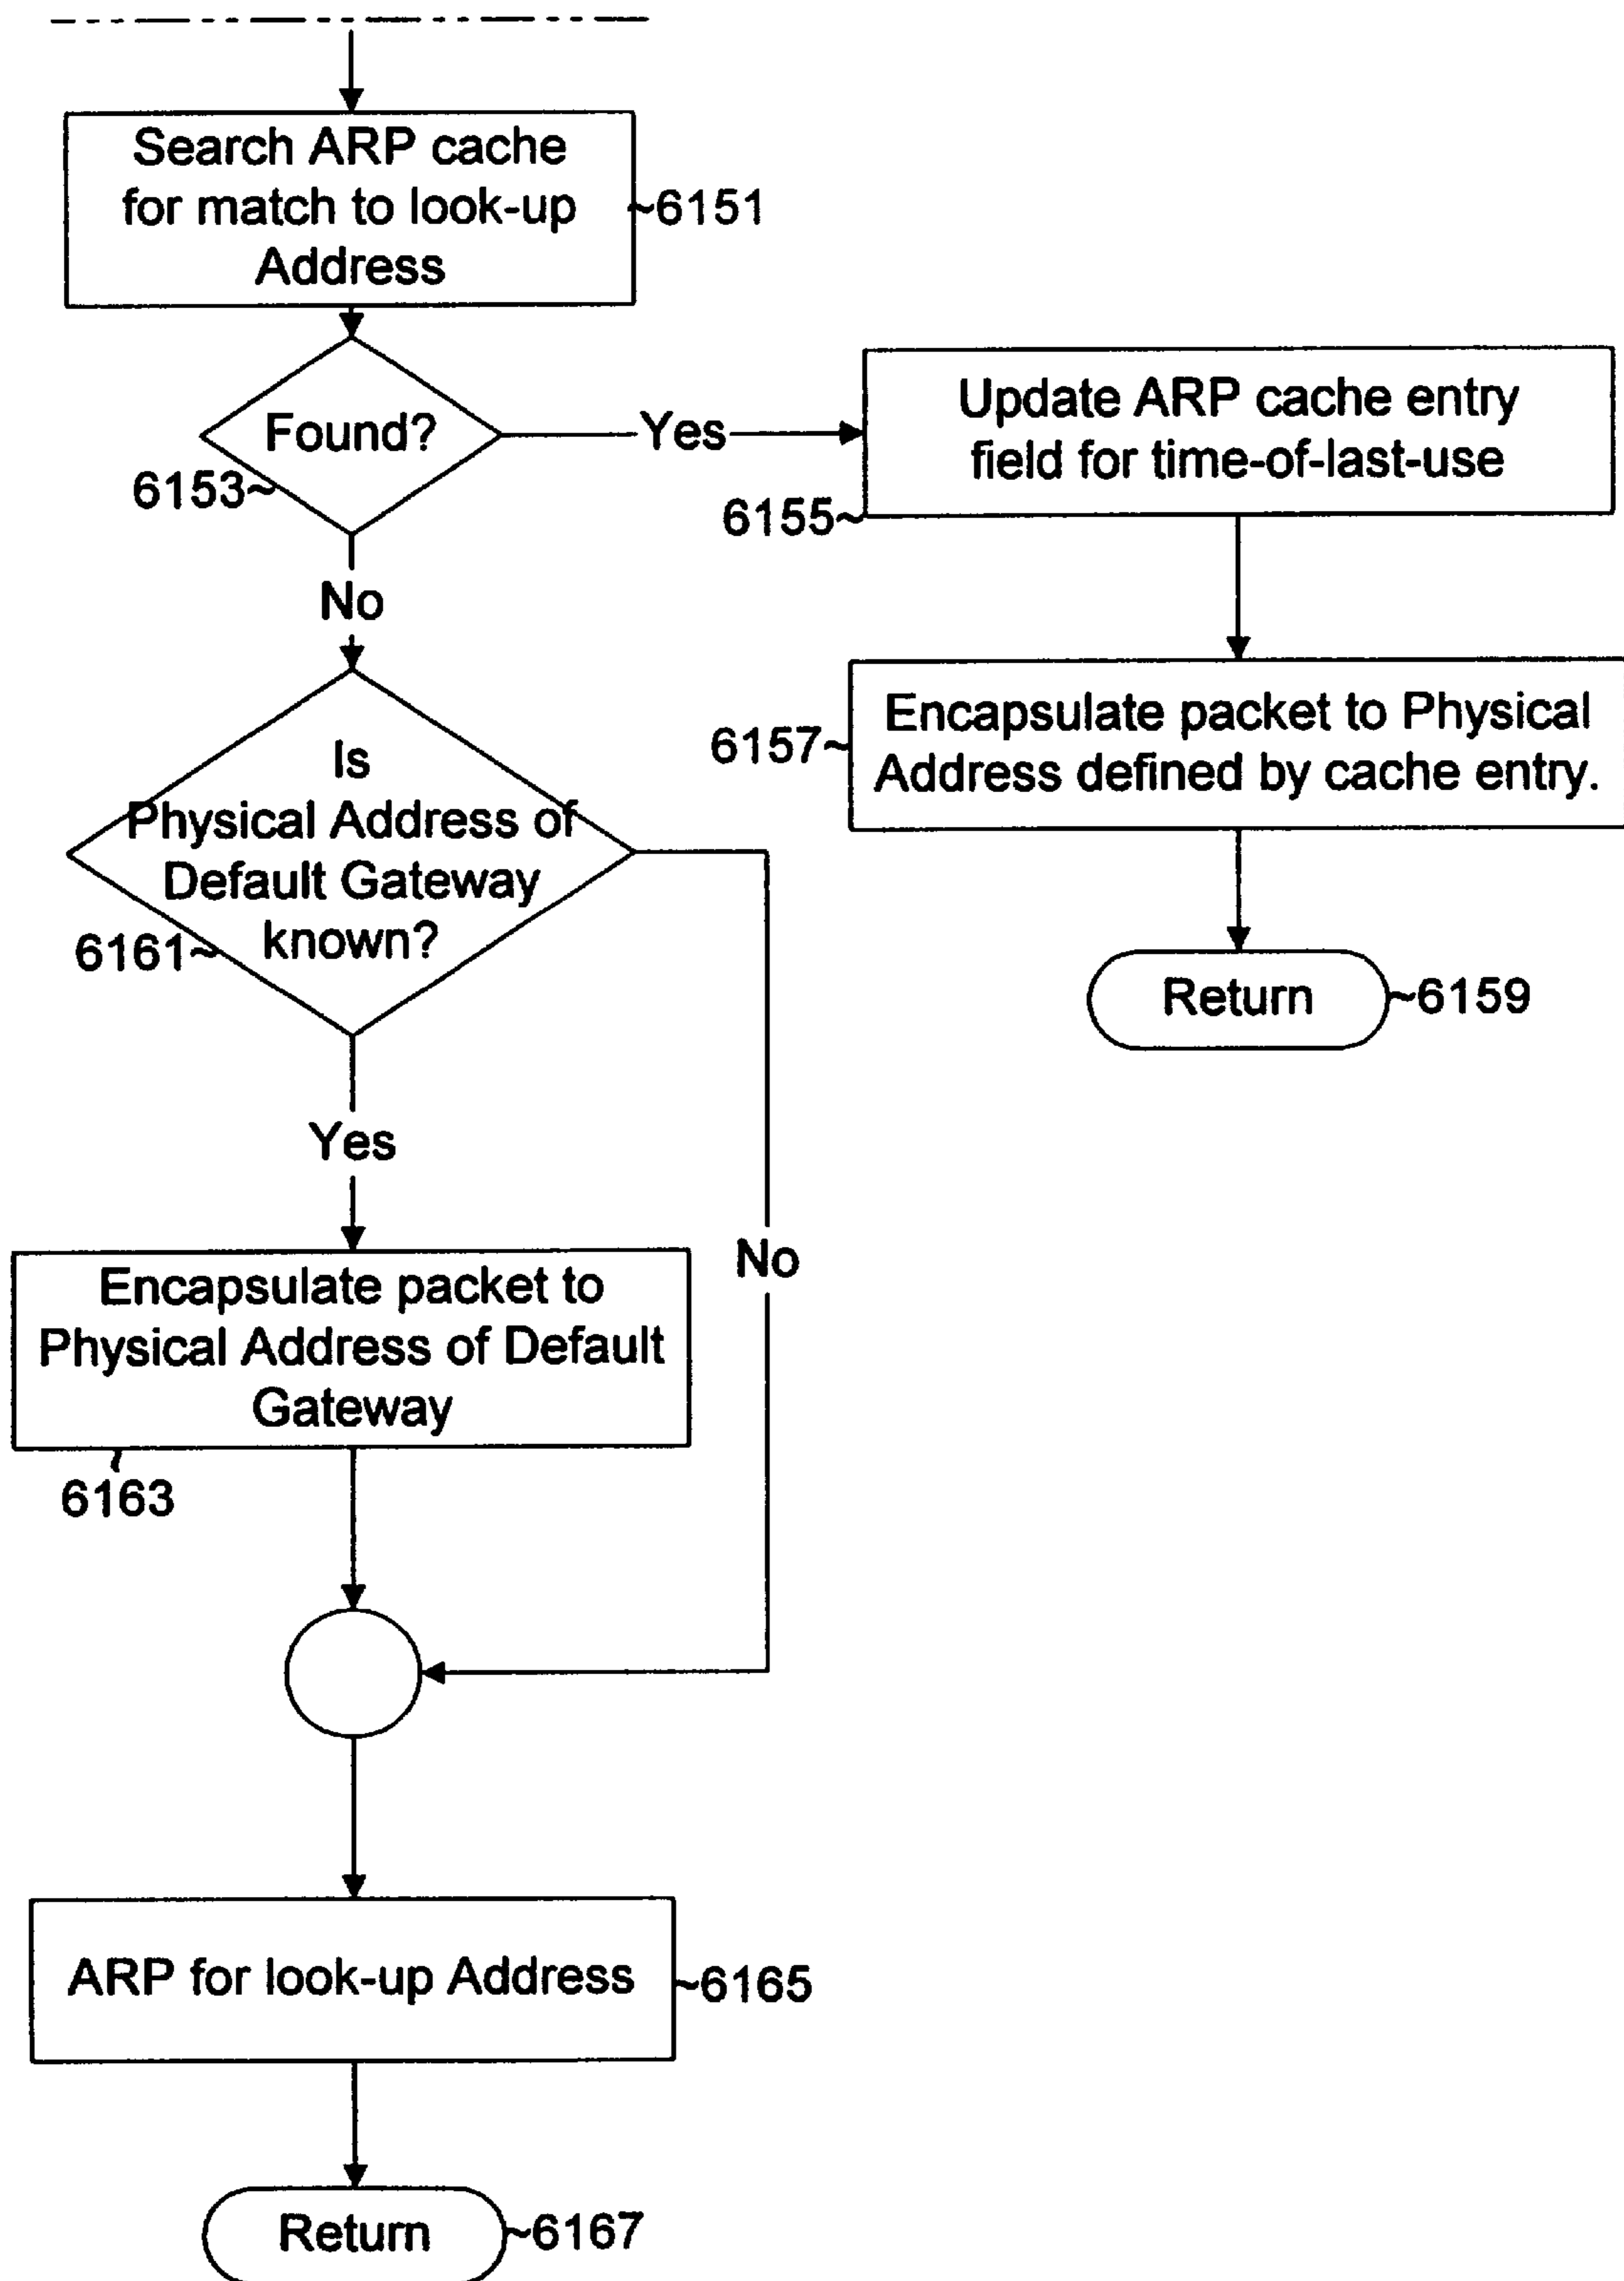 Search ARP cache
for match to look-up
Address
~6151
Found?
6153~
Yes
Update ARP cache entry
field for time-of-last-use
6155~
No
Encapsulate packet to Physical
Address defined by cache entry.
6157~
Is
Physical Address of
Default Gateway
known?
6161~
Return
~6159
Yes
No
Encapsulate packet to
Physical Address of Default
Gateway
6163
ARP for look-up Address
~6165
Return
~6167